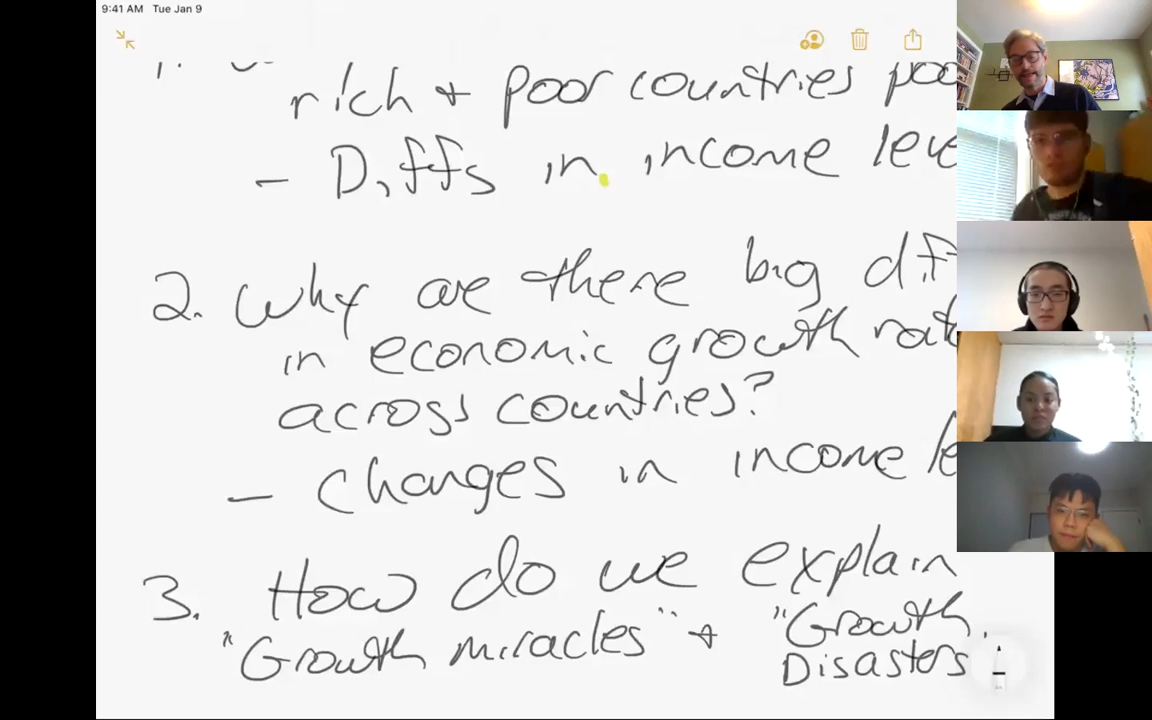 9:41 AM Tue Jan 9
1.
rich + poor countries
- Diffs in income
2. Why are there big
in economic growth
across countries?
- Changes in income
3. How do we explain
"Growth miracles" + "Growth
Disasters